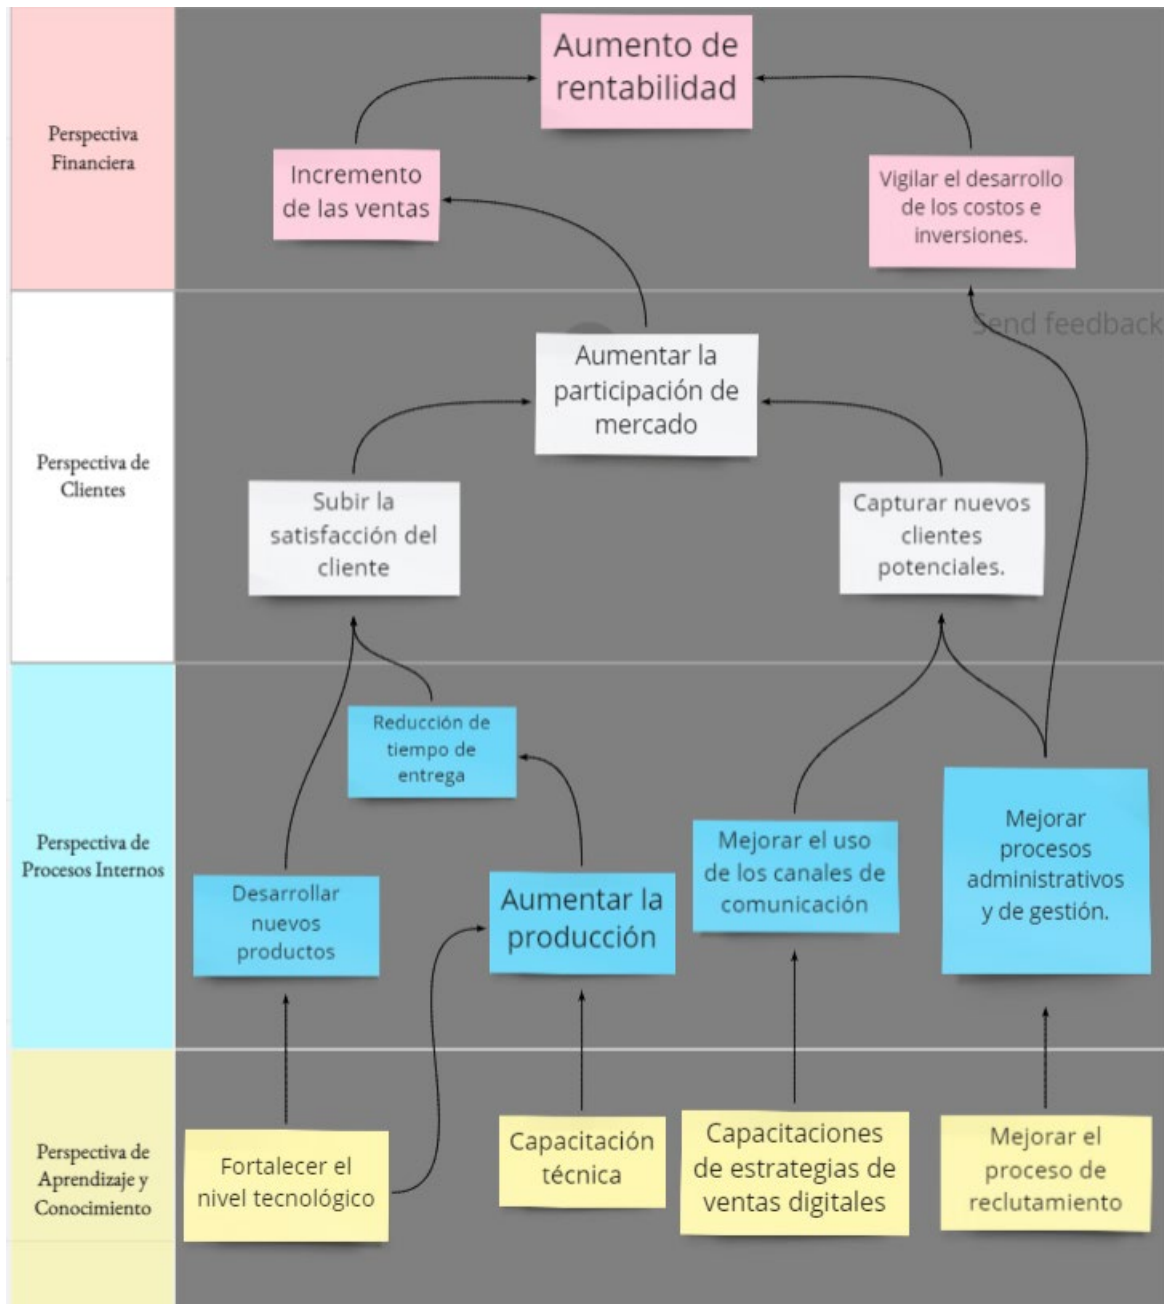 Aumento de
rentabilidad
Perspectiva
Financiera
Incremento
de las ventas
Vigilar el desarrollo
de los costos e
inversiones.
Send feedback
Aumentar la
participación de
mercado
Perspectiva de
Clientes
Subir la
satisfacción del
cliente
Capturar nuevos
clientes
potenciales.
Reducción de
tiempo de
entrega
Perspectiva de
Procesos Internos
Desarrollar
nuevos
productos
Aumentar la
producción
Mejorar el uso
de los canales de
comunicación
Mejorar
procesos
administrativos
y de gestión.
Perspectiva de
Aprendizaje y
Conocimiento
Fortalecer el
nivel tecnológico
Capacitación
técnica
Capacitaciones
de estrategias de
ventas digitales
Mejorar el
proceso de
reclutamiento